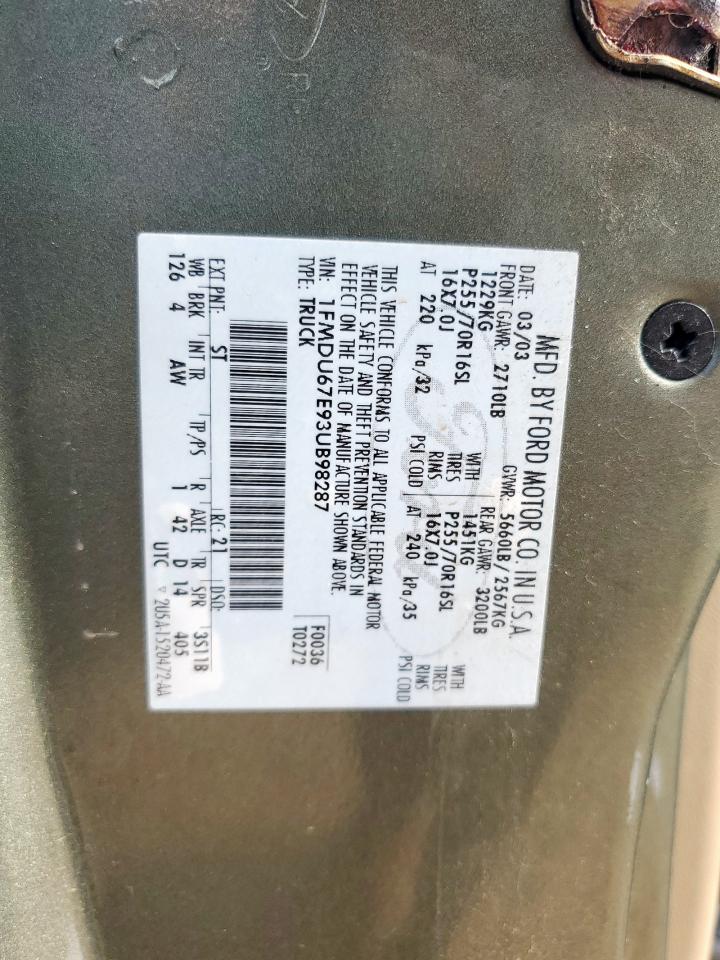 MFD. BY FORD MOTOR CO. IN U.S.A.
DATE: 03/03 GVWR: 5660LB/2567KG
FRONT GAWR: 2710LB REAR GAWR: 3200LB
1229KG WITH 1451KG WITH
P255/70R16SL TIRES P255/70R16SL TIRES
16X7.0J RIMS 16X7.0J RIMS
AT 220 kPa/32 PSI COLD AT 240 kPa/35 PSI COLD
THIS VEHICLE CONFORMS TO ALL APPLICABLE FEDERAL MOTOR
VEHICLE SAFETY AND THEFT PREVENTION STANDARDS IN
EFFECT ON THE DATE OF MANUFACTURE SHOWN ABOVE.
VIN: 1FMDU67E93UB98287 F0036
TYPE: TRUCK T0272
EXT PNT: ST RC: 21 DSO:
WB BRK INT TR TP/PS R AXLE TR SPR 3S11B
126 4 AW 1 42 D 14 405
UTC ▽ 2U5A-1520472-AA